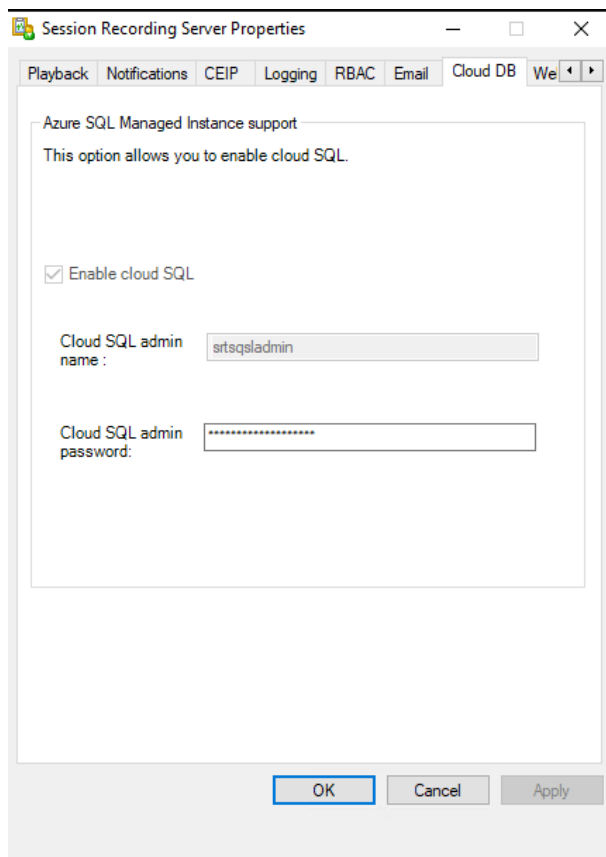 Session Recording Server Properties
Playback Notifications CEIP Logging RBAC Email Cloud DB We
Azure SQL Managed Instance support
This option allows you to enable cloud SQL.
Enable cloud SQL
Cloud SQL admin
name :
srtsqsladmin
Cloud SQL admin
password:
*******************
OK Cancel Apply